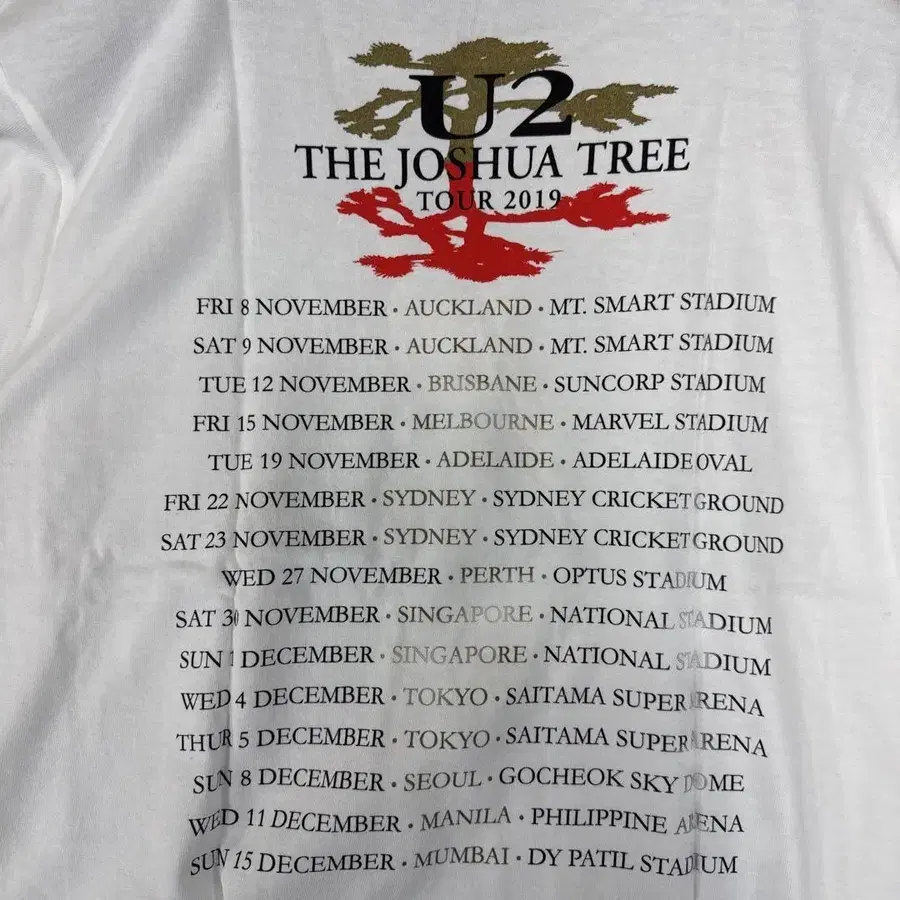 U2
THE JOSHUA TREE
TOUR 2019
FRI 8 NOVEMBER · AUCKLAND · MT. SMART STADIUM
SAT 9 NOVEMBER · AUCKLAND · MT. SMART STADIUM
TUE 12 NOVEMBER · BRISBANE · SUNCORP STADIUM
FRI 15 NOVEMBER · MELBOURNE · MARVEL STADIUM
TUE 19 NOVEMBER · ADELAIDE · ADELAIDE OVAL
FRI 22 NOVEMBER · SYDNEY · SYDNEY CRICKET GROUND
SAT 23 NOVEMBER · SYDNEY · SYDNEY CRICKET GROUND
WED 27 NOVEMBER · PERTH · OPTUS STADIUM
SAT 30 NOVEMBER · SINGAPORE · NATIONAL STADIUM
SUN 1 DECEMBER · SINGAPORE · NATIONAL STADIUM
WED 4 DECEMBER · TOKYO · SAITAMA SUPER ARENA
THUR 5 DECEMBER · TOKYO · SAITAMA SUPER ARENA
SUN 8 DECEMBER · SEOUL · GOCHEOK SKY DOME
WED 11 DECEMBER · MANILA · PHILIPPINE ARENA
SUN 15 DECEMBER · MUMBAI · DY PATIL STADIUM